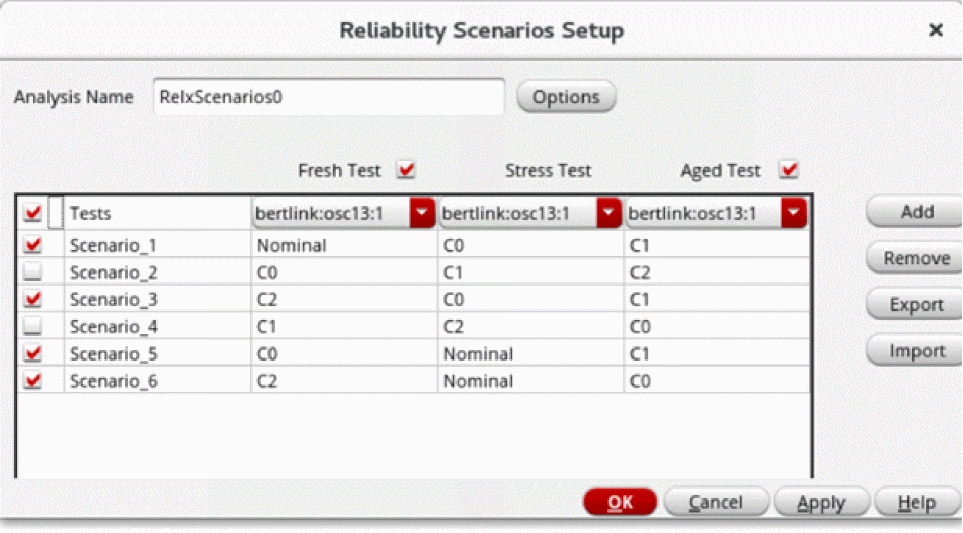 Reliability Scenarios Setup
Analysis Name RelxScenarios0 Options
Fresh Test Stress Test Aged Test
Tests bertlink:osc13:1 bertlink:osc13:1 bertlink:osc13:1 Add
Scenario_1 Nominal C0 C1
Scenario_2 C0 C1 C2 Remove
Scenario_3 C2 C0 C1 Export
Scenario_4 C1 C2 C0
Scenario_5 C0 Nominal C1 Import
Scenario_6 C2 Nominal C0
OK Cancel Apply Help